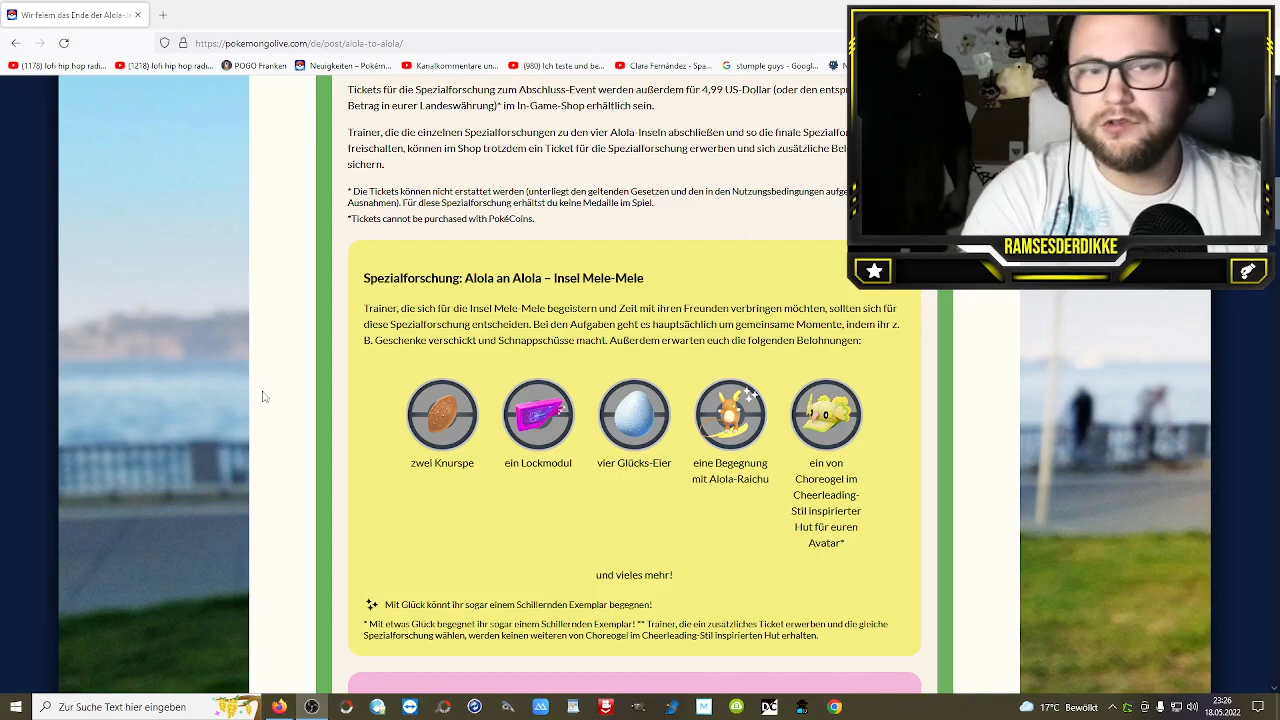 Wir feiern das Ende der Alola-
https://pokemongolive.com/de/post/alola-to-alola/
(1178) lofi hip hop radi...
(1238) lofi hip hop radi...
POGO Franken
Neuigkeiten – Pokém...
Kanalkommentare un...
(980) Ich teste und be...
Clara Fernández - Spa...
stumple guys - Googl...
Tickets für die Spezialforschung zum Abschluss-Event werden außerdem für 4,99 US-Dollar (oder den entsp
Betrag in eurer Landeswährung)* im In-Game-Shop erhältlich sein.
Trainer, die die einzelnen Spezialforschungen zu den vier Alola-Inseln abschließen und so die finale Spezialfor
freischalten, können im Shop trotzdem ein Ticket für die Spezialforschung erwerben und sich zusätzliche Bel
sichern.
* Die Tickets können nicht erstattet werden (unterliegt den geltenden Gesetzen und den in den Nutzungsbedingungen aufge
Ausnahmen). Für diese Spezialforschung erhältst du keine Medaille im Spiel.
*Tickets cannot be purchased with PokéCoins.
RAMSESDERDIKKE
Spezialforschung: Alola an Alola – Insel Mele-Mele
Trainer, die sich für die Insel Mele-Mele begeistern und Zeit mit ihren Freunden verbringen möchten, sollten sich für
diese Spezialforschung entscheiden. Bei den Aufgaben geht es hauptsächlich um gemeinsame Momente, indem ihr z.
B. Geschenke verschickt und Schnappschüsse macht. Außerdem erwarten euch die folgenden Belohnungen:
zwei Knurspe
ein Lockmodul
vier Glücks-Eier
eine Begegnung
mit Alola-Raichu
ein von
Choreogel im
Cheerleading-
Stil inspirierter
Hut für euren
Avatar*
und vieles mehr!
Mit Glück könnt ihr sogar einem Schillernden Exemplar begegnen!
* Mit etwas Glück begegnet ihr sogar einem Schillernden Exemplar! ** Trainer, die ein zusätzliches Ticket erwerben und die gleiche
Spezialforschung wählen, werden keinen weiteren von Choreogel im Cheerleading-Stil inspirierten Hut erhalten.
Zur Suche Text hier eingeben
23:26
18.05.2022